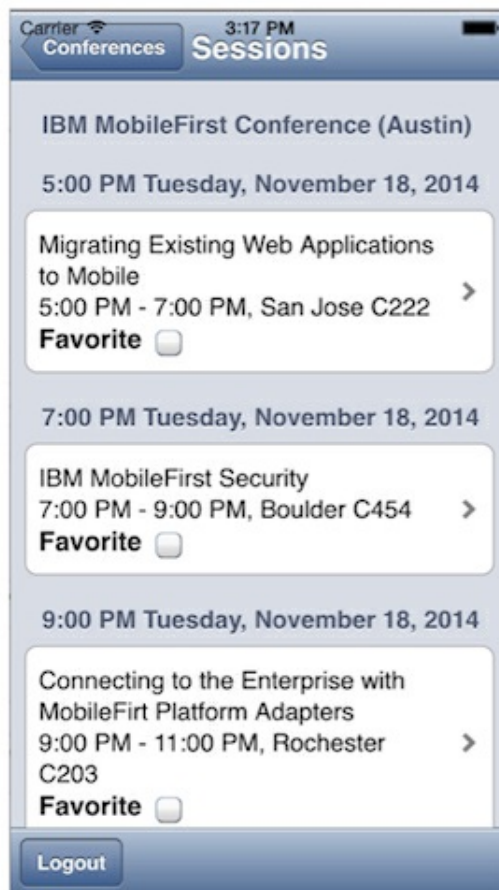 Carrier 3:17 PM
Conferences Sessions
IBM MobileFirst Conference (Austin)
5:00 PM Tuesday, November 18, 2014
Migrating Existing Web Applications
to Mobile
5:00 PM - 7:00 PM, San Jose C222
Favorite
7:00 PM Tuesday, November 18, 2014
IBM MobileFirst Security
7:00 PM - 9:00 PM, Boulder C454
Favorite
9:00 PM Tuesday, November 18, 2014
Connecting to the Enterprise with
MobileFirt Platform Adapters
9:00 PM - 11:00 PM, Rochester
C203
Favorite
Logout